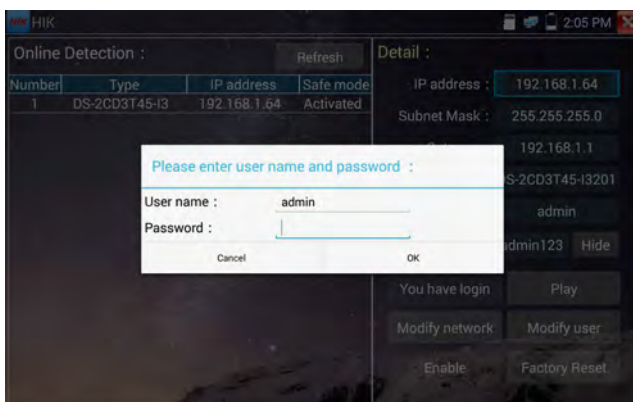 HIK
2:05 PM
Online Detection :
Refresh
Number Type IP address Safe mode
1 DS-2CD3T45-I3 192.168.1.64 Activated
Detail :
IP address : 192.168.1.64
Subnet Mask : 255.255.255.0
192.168.1.1
DS-2CD3T45-I3201
admin
admin123 Hide
You have login Play
Modify network Modify user
Enable Factory Reset
Please enter user name and password :
User name : admin
Password :
Cancel OK